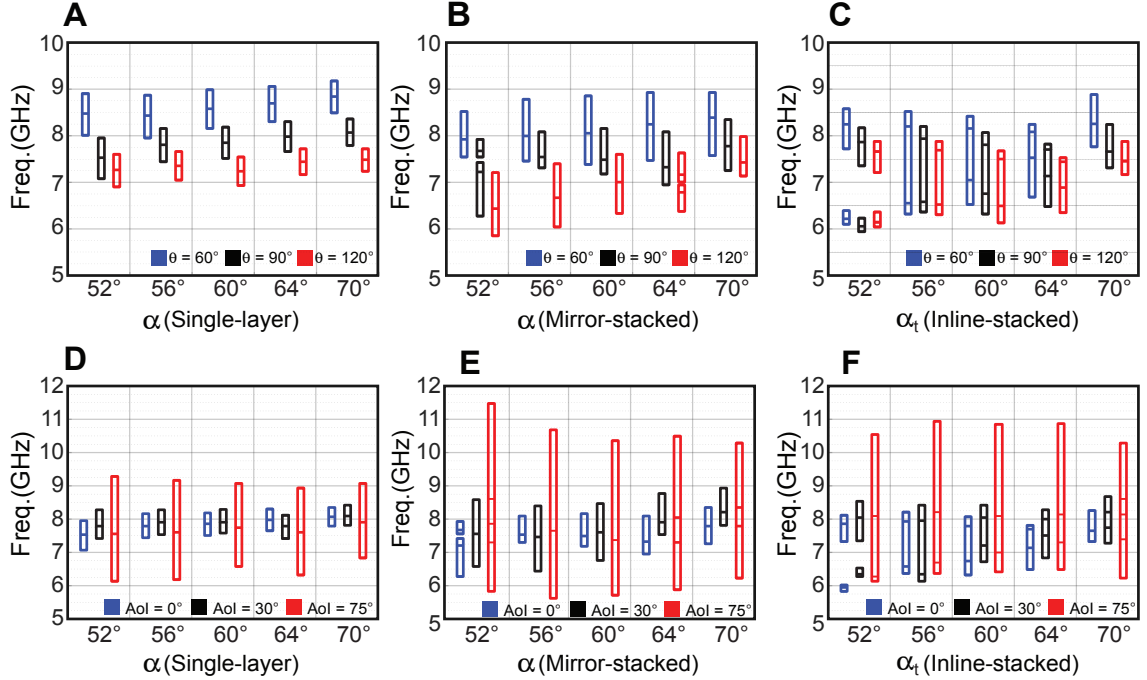 A
10
9
8
7
6
5
Freq.(GHz)
θ = 60° θ = 90° θ = 120°
52° 56° 60° 64° 70°
α (Single-layer)
B
10
9
8
7
6
5
Freq.(GHz)
θ = 60° θ = 90° θ = 120°
52° 56° 60° 64° 70°
α (Mirror-stacked)
C
10
9
8
7
6
5
Freq.(GHz)
θ = 60° θ = 90° θ = 120°
52° 56° 60° 64° 70°
αt (Inline-stacked)
D
12
11
10
9
8
7
6
5
Freq.(GHz)
AoI = 0° AoI = 30° AoI = 75°
52° 56° 60° 64° 70°
α (Single-layer)
E
12
11
10
9
8
7
6
5
Freq.(GHz)
AoI = 0° AoI = 30° AoI = 75°
52° 56° 60° 64° 70°
α (Mirror-stacked)
F
12
11
10
9
8
7
6
5
Freq.(GHz)
AoI = 0° AoI = 30° AoI = 75°
52° 56° 60° 64° 70°
αt (Inline-stacked)